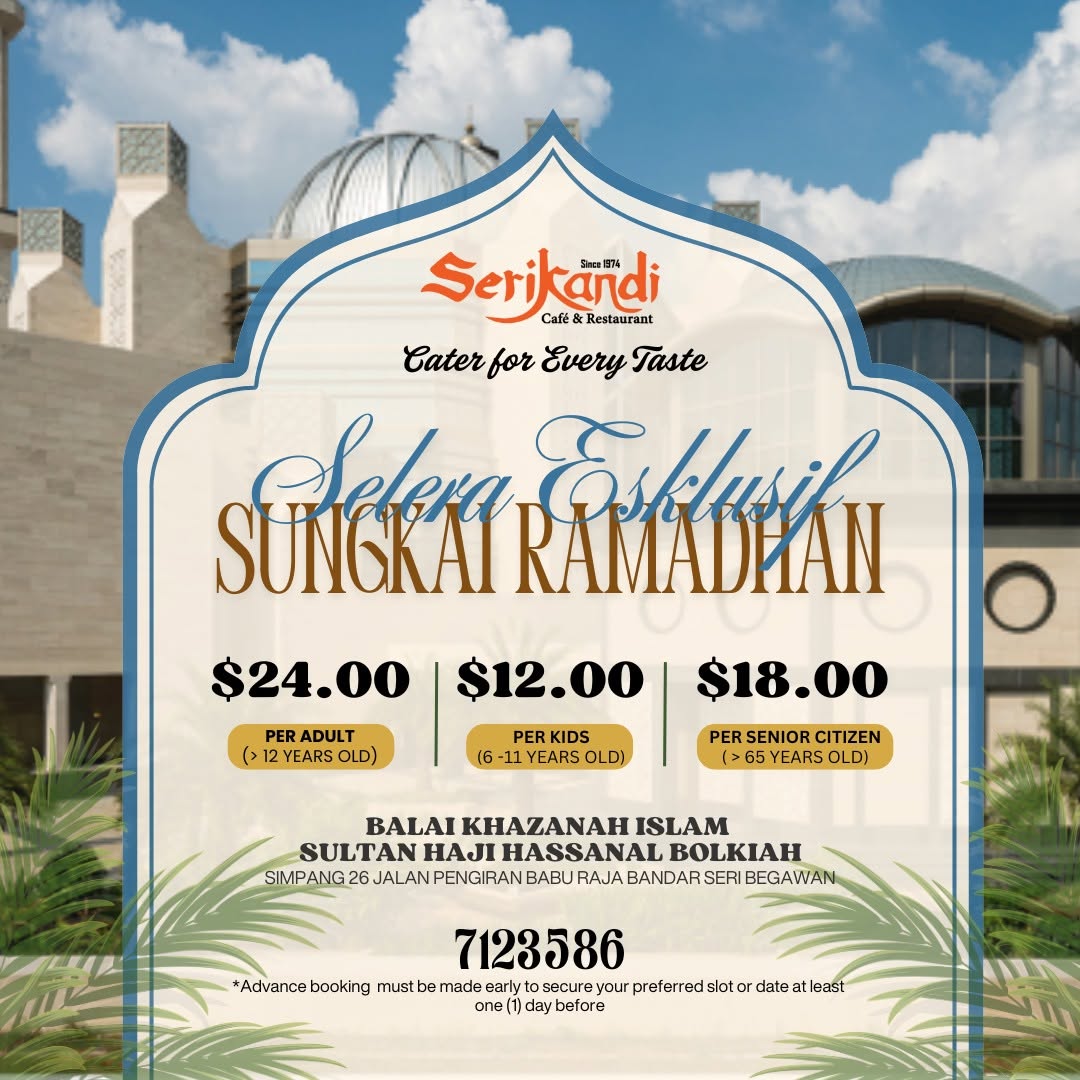 Since 1974
Serikandi
Café & Restaurant
Cater for Every Taste
Selera Esklusif
SUNGKAI RAMADHAN
$24.00
PER ADULT
(> 12 YEARS OLD)
$12.00
PER KIDS
(6 -11 YEARS OLD)
$18.00
PER SENIOR CITIZEN
( > 65 YEARS OLD)
BALAI KHAZANAH ISLAM
SULTAN HAJI HASSANAL BOLKIAH
SIMPANG 26 JALAN PENGIRAN BABU RAJA BANDAR SERI BEGAWAN
7123586
*Advance booking must be made early to secure your preferred slot or date at least
one (1) day before